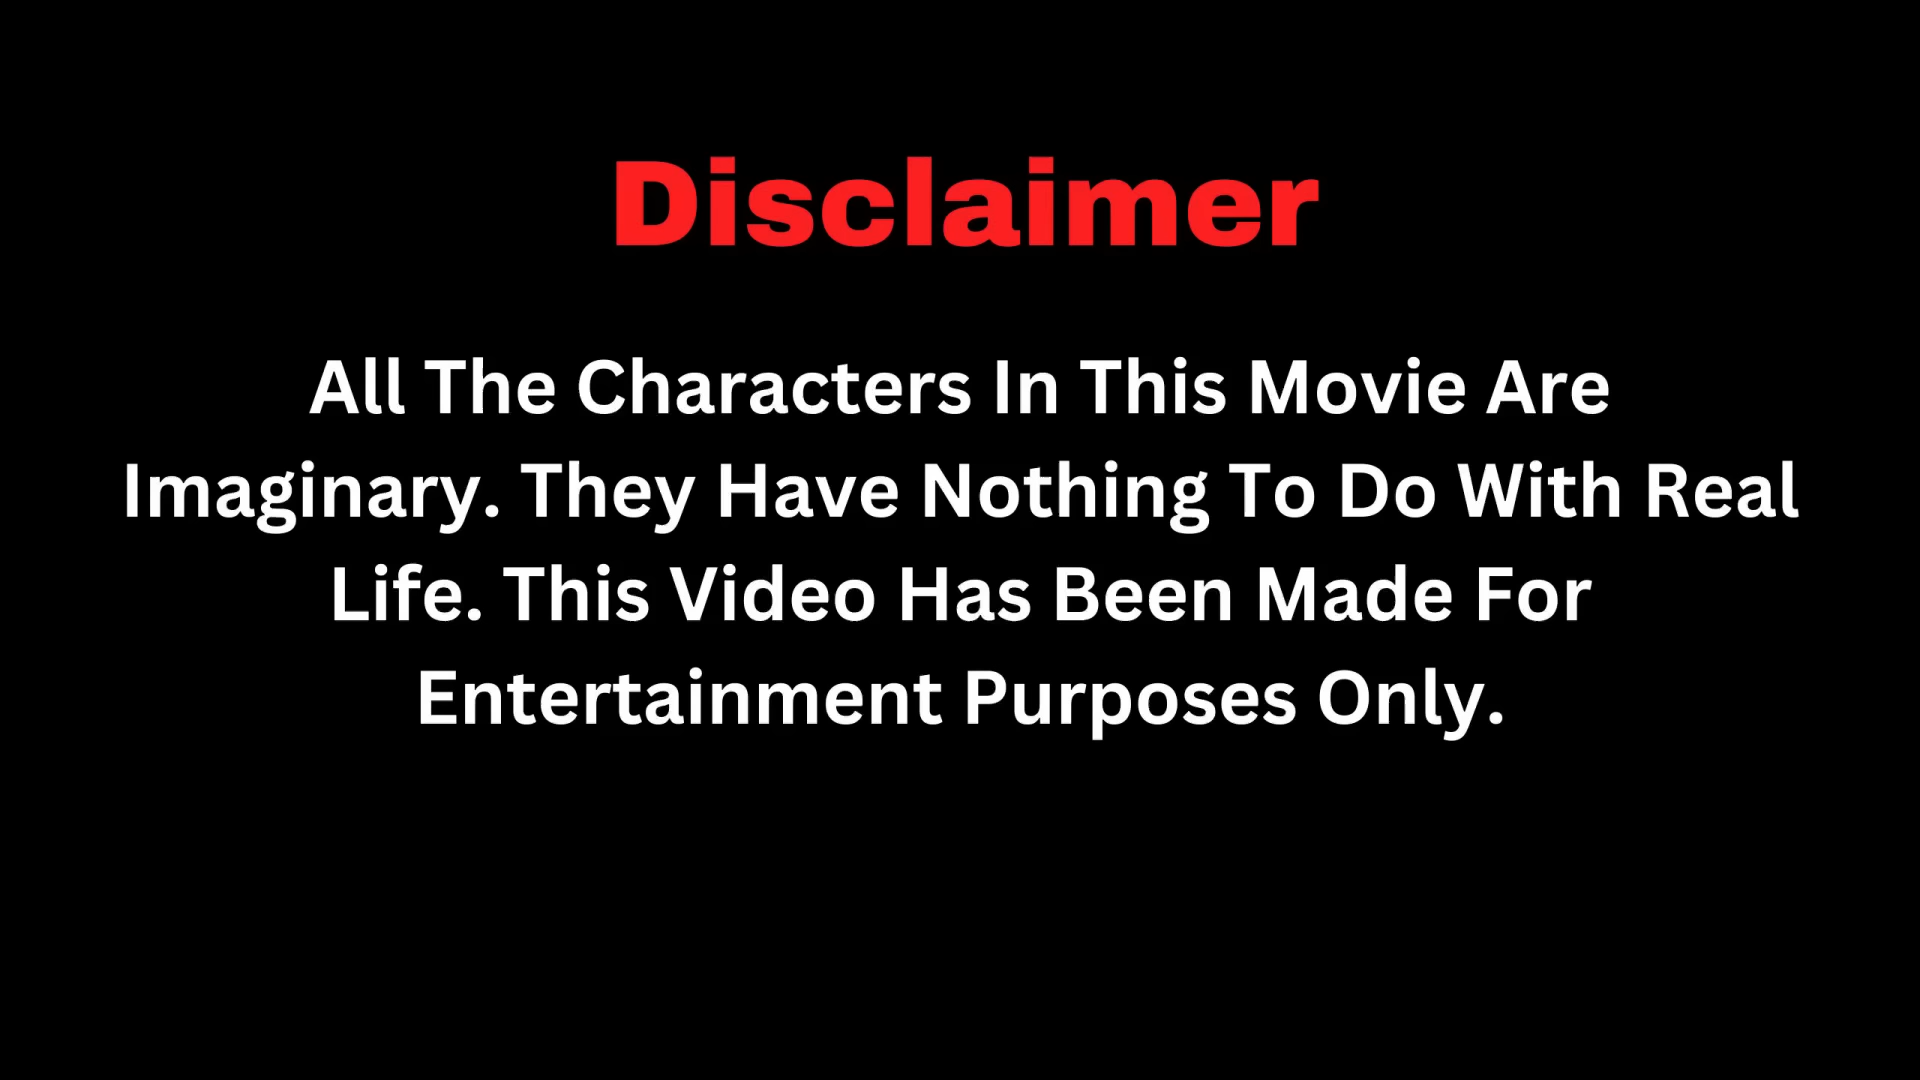 Disclaimer
All The Characters In This Movie Are
Imaginary. They Have Nothing To Do With Real
Life. This Video Has Been Made For
Entertainment Purposes Only.